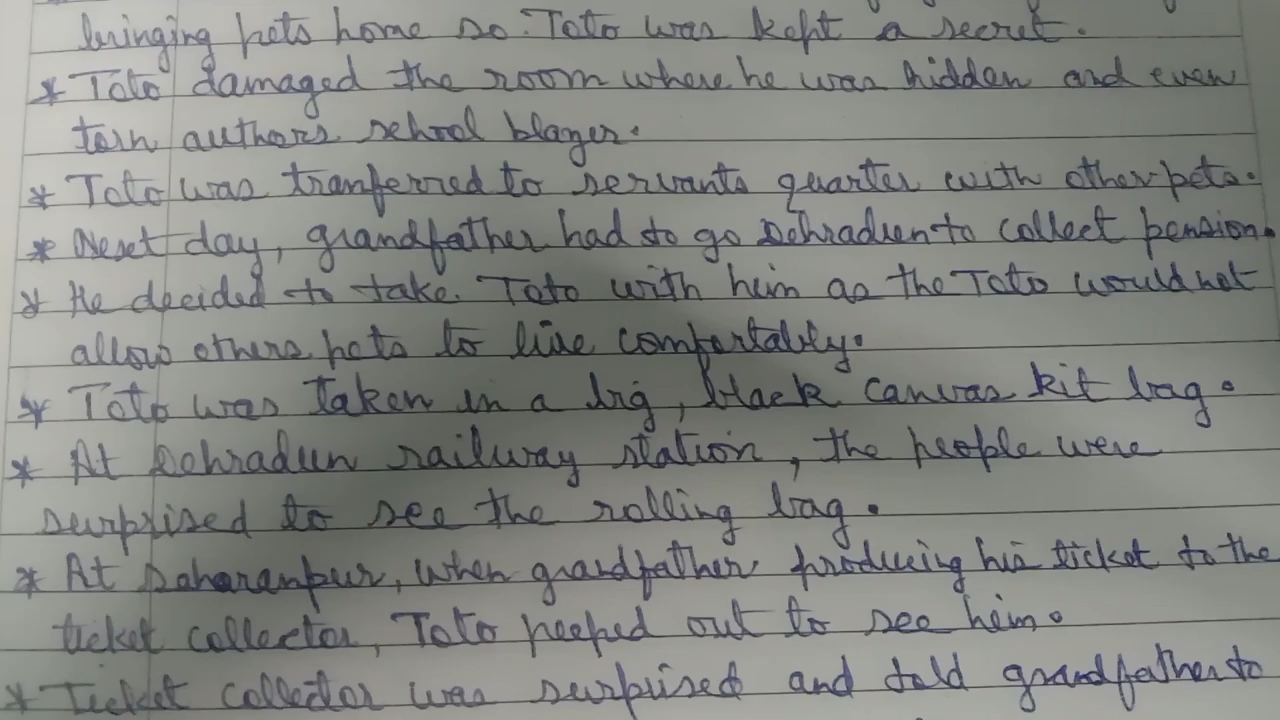 bringing pets home so. Toto was kept a secret.
* Toto damaged the room where he was hidden and even
torn authors school blazer.
* Toto was tranferred to servants quarter with other pets.
* Next day, grandfather had to go Dehradun to collect pension.
* He decided to take. Toto with him as the Toto would not
allow others pets to live comfertably.
* Toto was Taken in a big, black canvas kit bag.
* At Dehradun railway station, the people were
surprised to see the rolling bag.
* At Saharanpur, when grandfather producing his ticket to the
ticket collector, Toto peeped out to see him.
* Ticket collector was surprised and told grandfather to